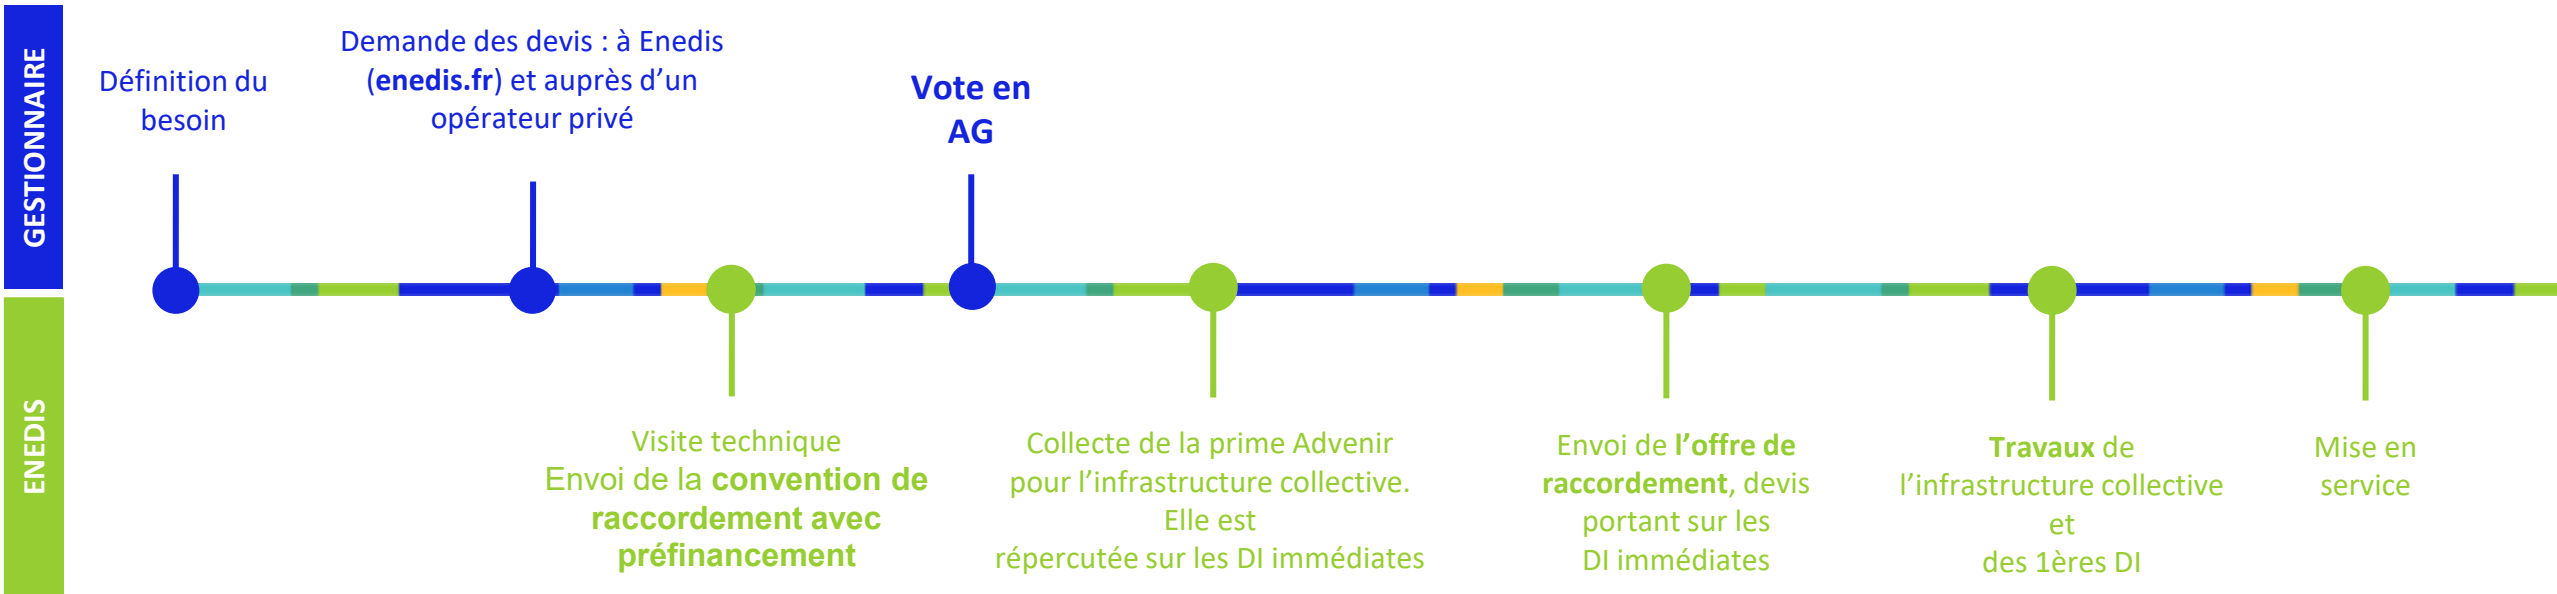 GESTIONNAIRE
Définition du
besoin
Demande des devis : à Enedis
(enedis.fr) et auprès d’un
opérateur privé
Vote en
AG
ENEDIS
Visite technique
Envoi de la convention de
raccordement avec
préfinancement
Collecte de la prime Advenir
pour l’infrastructure collective.
Elle est
répercutée sur les DI immédiates
Envoi de l’offre de
raccordement, devis
portant sur les
DI immédiates
Travaux de
l’infrastructure collective
et
des 1ères DI
Mise en
service